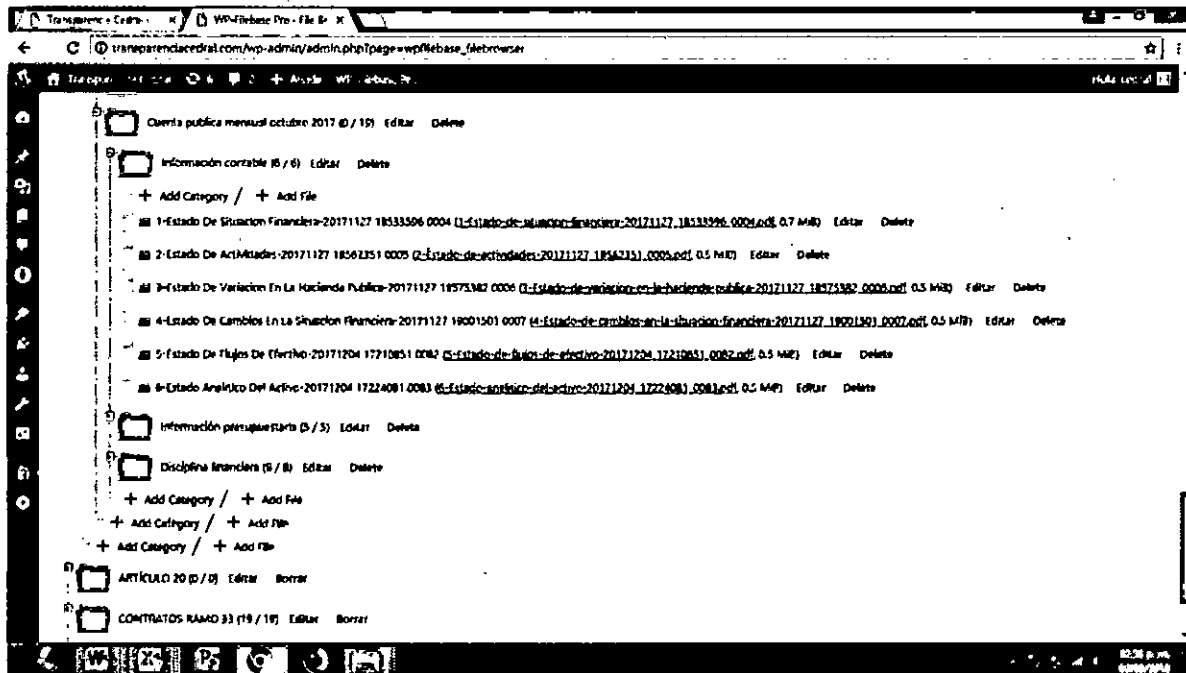 WP-Filebase Pro - File Br
transparenciacedral.com/wp-admin/admin.php?page=wpfilebase_filebrowser
6 2 + Hola cedral
Cuenta publica mensual octubre 2017 (0 / 19) Editar Delete
Información contable (6 / 6) Editar Delete
+ Add Category / + Add File
1-Estado De Situacion Financiera-20171127 18533596 0004 (1-Estado-de-situacion-financiera-20171127_18533596_0004.pdf, 0.7 MiB) Editar Delete
2-Estado De Actividades-20171127 18562351 0005 (2-Estado-de-actividades-20171127_18562351_0005.pdf, 0.5 MiB) Editar Delete
3-Estado De Variacion En La Hacienda Publica-20171127 18575382 0006 (3-Estado-de-variacion-en-la-hacienda-publica-20171127_18575382_0006.pdf, 0.5 MiB) Editar Delete
4-Estado De Cambios En La Situacion Financiera-20171127 19001501 0007 (4-Estado-de-cambios-en-la-situacion-financiera-20171127_19001501_0007.pdf, 0.5 MiB) Editar Delete
5-Estado De Flujos De Efectivo-20171204 17210851 0082 (5-Estado-de-flujos-de-efectivo-20171204_17210851_0082.pdf, 0.5 MiB) Editar Delete
6-Estado Analitico Del Activo-20171204 17224081 0083 (6-Estado-analitico-del-activo-20171204_17224081_0083.pdf, 0.5 MiB) Editar Delete
Información presupuestaria (5 / 5) Editar Delete
Disciplina financiera (8 / 8) Editar Delete
+ Add Category / + Add File
+ Add Category / + Add File
+ Add Category / + Add File
ARTÍCULO 20 (0 / 0) Editar Borrar
CONTRATOS RAMO 33 (19 / 19) Editar Borrar